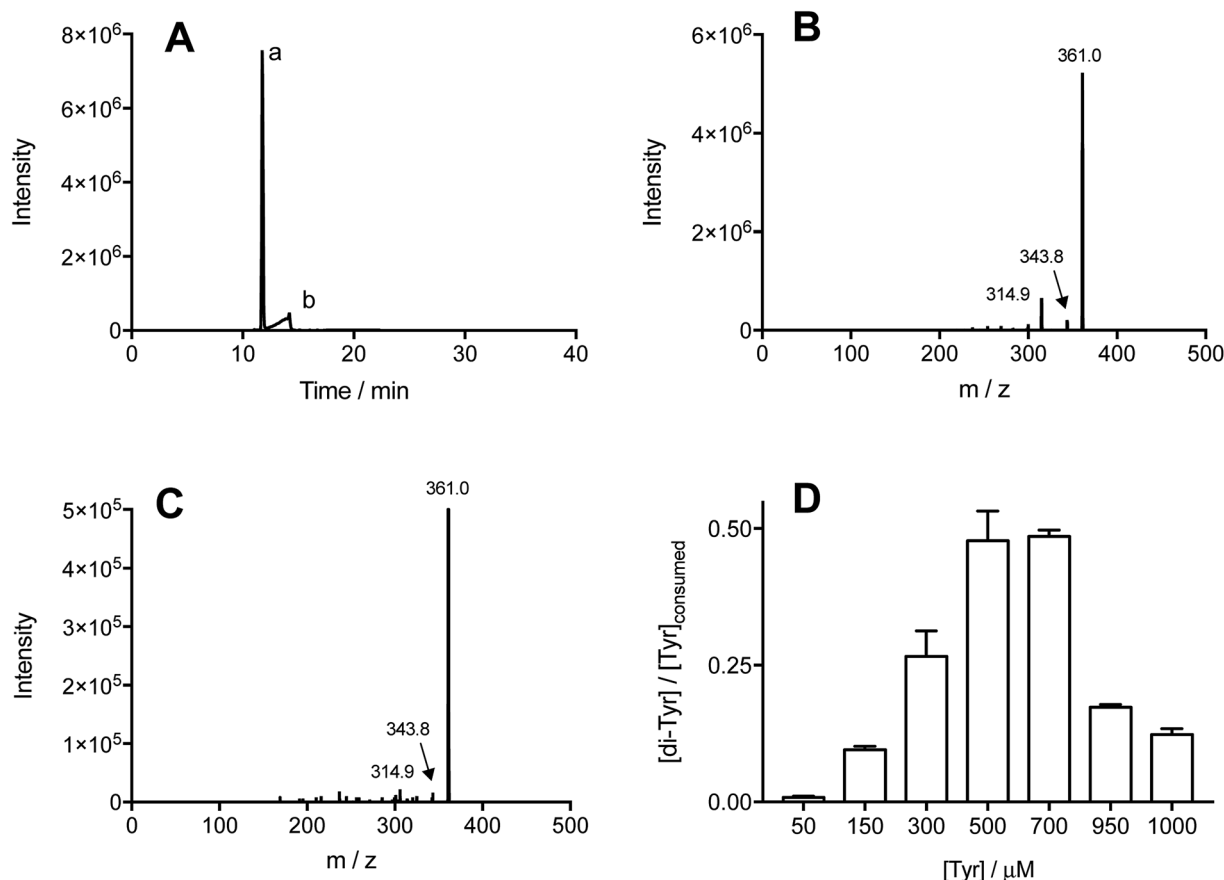 A
8×10⁶
6×10⁶
4×10⁶
2×10⁶
0
Intensity
a
b
0 10 20 30 40
Time / min
B
6×10⁶
4×10⁶
2×10⁶
0
Intensity
361.0
343.8
314.9
0 100 200 300 400 500
m / z
C
5×10⁵
4×10⁵
3×10⁵
2×10⁵
1×10⁵
0
Intensity
361.0
343.8
314.9
0 100 200 300 400 500
m / z
D
0.50
0.25
0.00
[di-Tyr] / [Tyr]consumed
50 150 300 500 700 950 1000
[Tyr] / μM